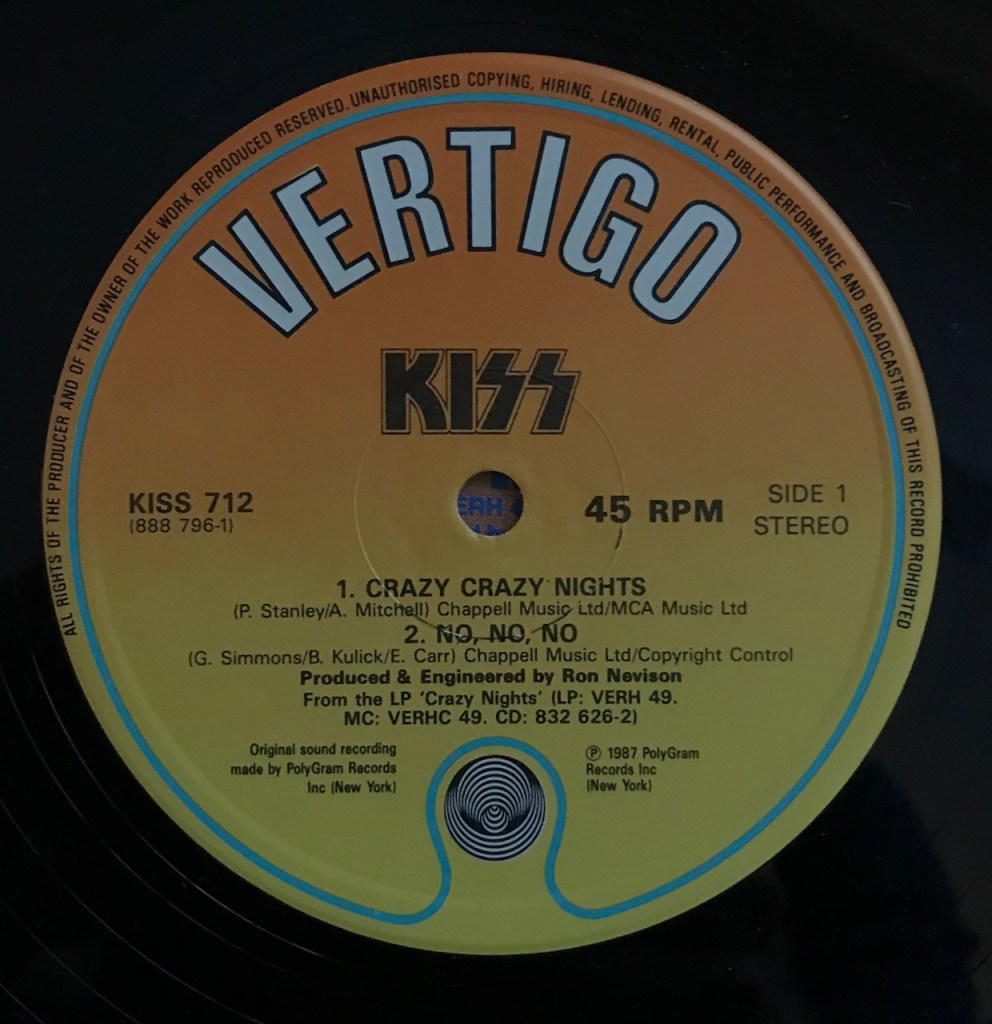 ALL RIGHTS OF THE PRODUCER AND OF THE OWNER OF THE WORK REPRODUCED RESERVED. UNAUTHORISED COPYING, HIRING, LENDING, RENTAL, PUBLIC PERFORMANCE AND BROADCASTING OF THIS RECORD PROHIBITED
VERTIGO
KISS
KISS 712
(888 796-1)
45 RPM
SIDE 1
STEREO
ERH
1. CRAZY CRAZY NIGHTS
(P. Stanley/A. Mitchell) Chappell Music Ltd/MCA Music Ltd
2. NO, NO, NO
(G. Simmons/B. Kulick/E. Carr) Chappell Music Ltd/Copyright Control
Produced & Engineered by Ron Nevison
From the LP 'Crazy Nights' (LP: VERH 49.
MC: VERHC 49. CD: 832 626-2)
Original sound recording
made by PolyGram Records
Inc (New York)
℗ 1987 PolyGram
Records Inc
(New York)